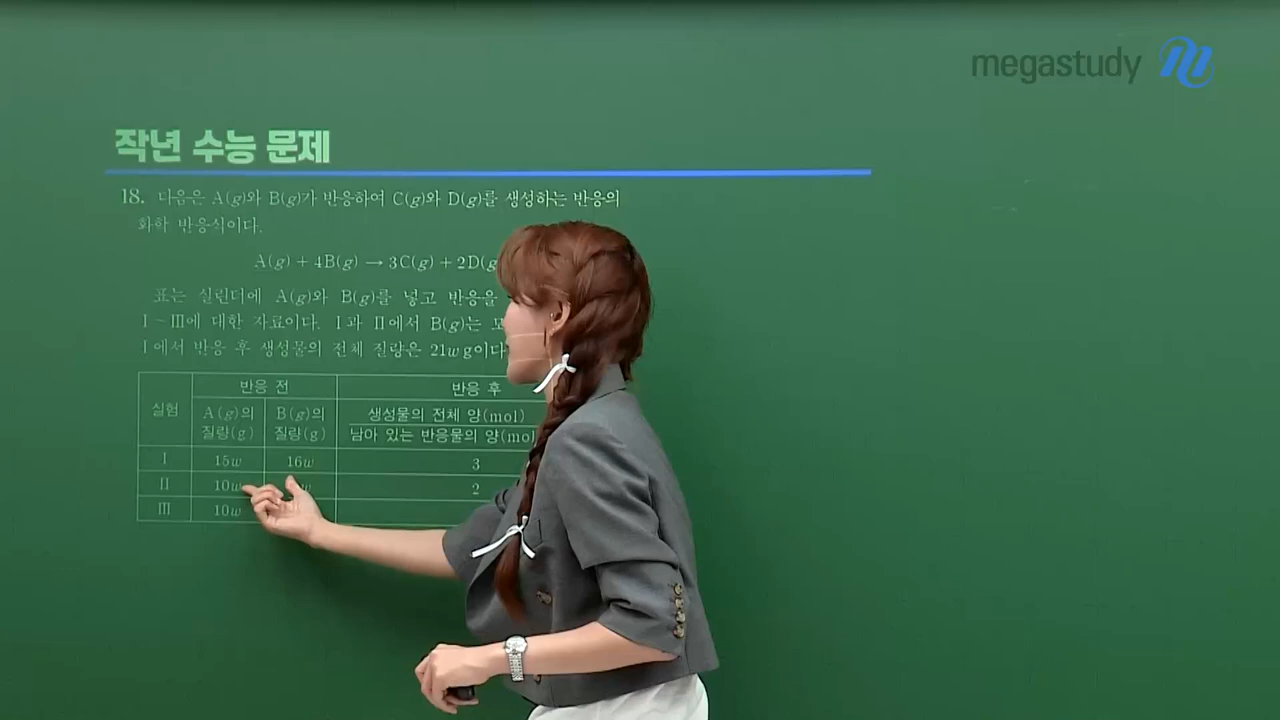 megastudy
작년 수능 문제
18. 다음은 A(g)와 B(g)가 반응하여 C(g)와 D(g)를 생성하는 반응의
화학 반응식이다.
A(g) + 4B(g) → 3C(g) + 2D(g
표는 실린더에 A(g)와 B(g)를 넣고 반응을
Ⅰ~Ⅲ에 대한 자료이다. Ⅰ과 Ⅱ에서 B(g)는
Ⅰ에서 반응 후 생성물의 전체 질량은 21w g이다
실험 반응 전 반응 후
A(g)의 질량(g) B(g)의 질량(g) 생성물의 전체 양(mol)
남아 있는 반응물의 양(mol
Ⅰ 15w 16w 3
Ⅱ 10w w 2
Ⅲ 10w